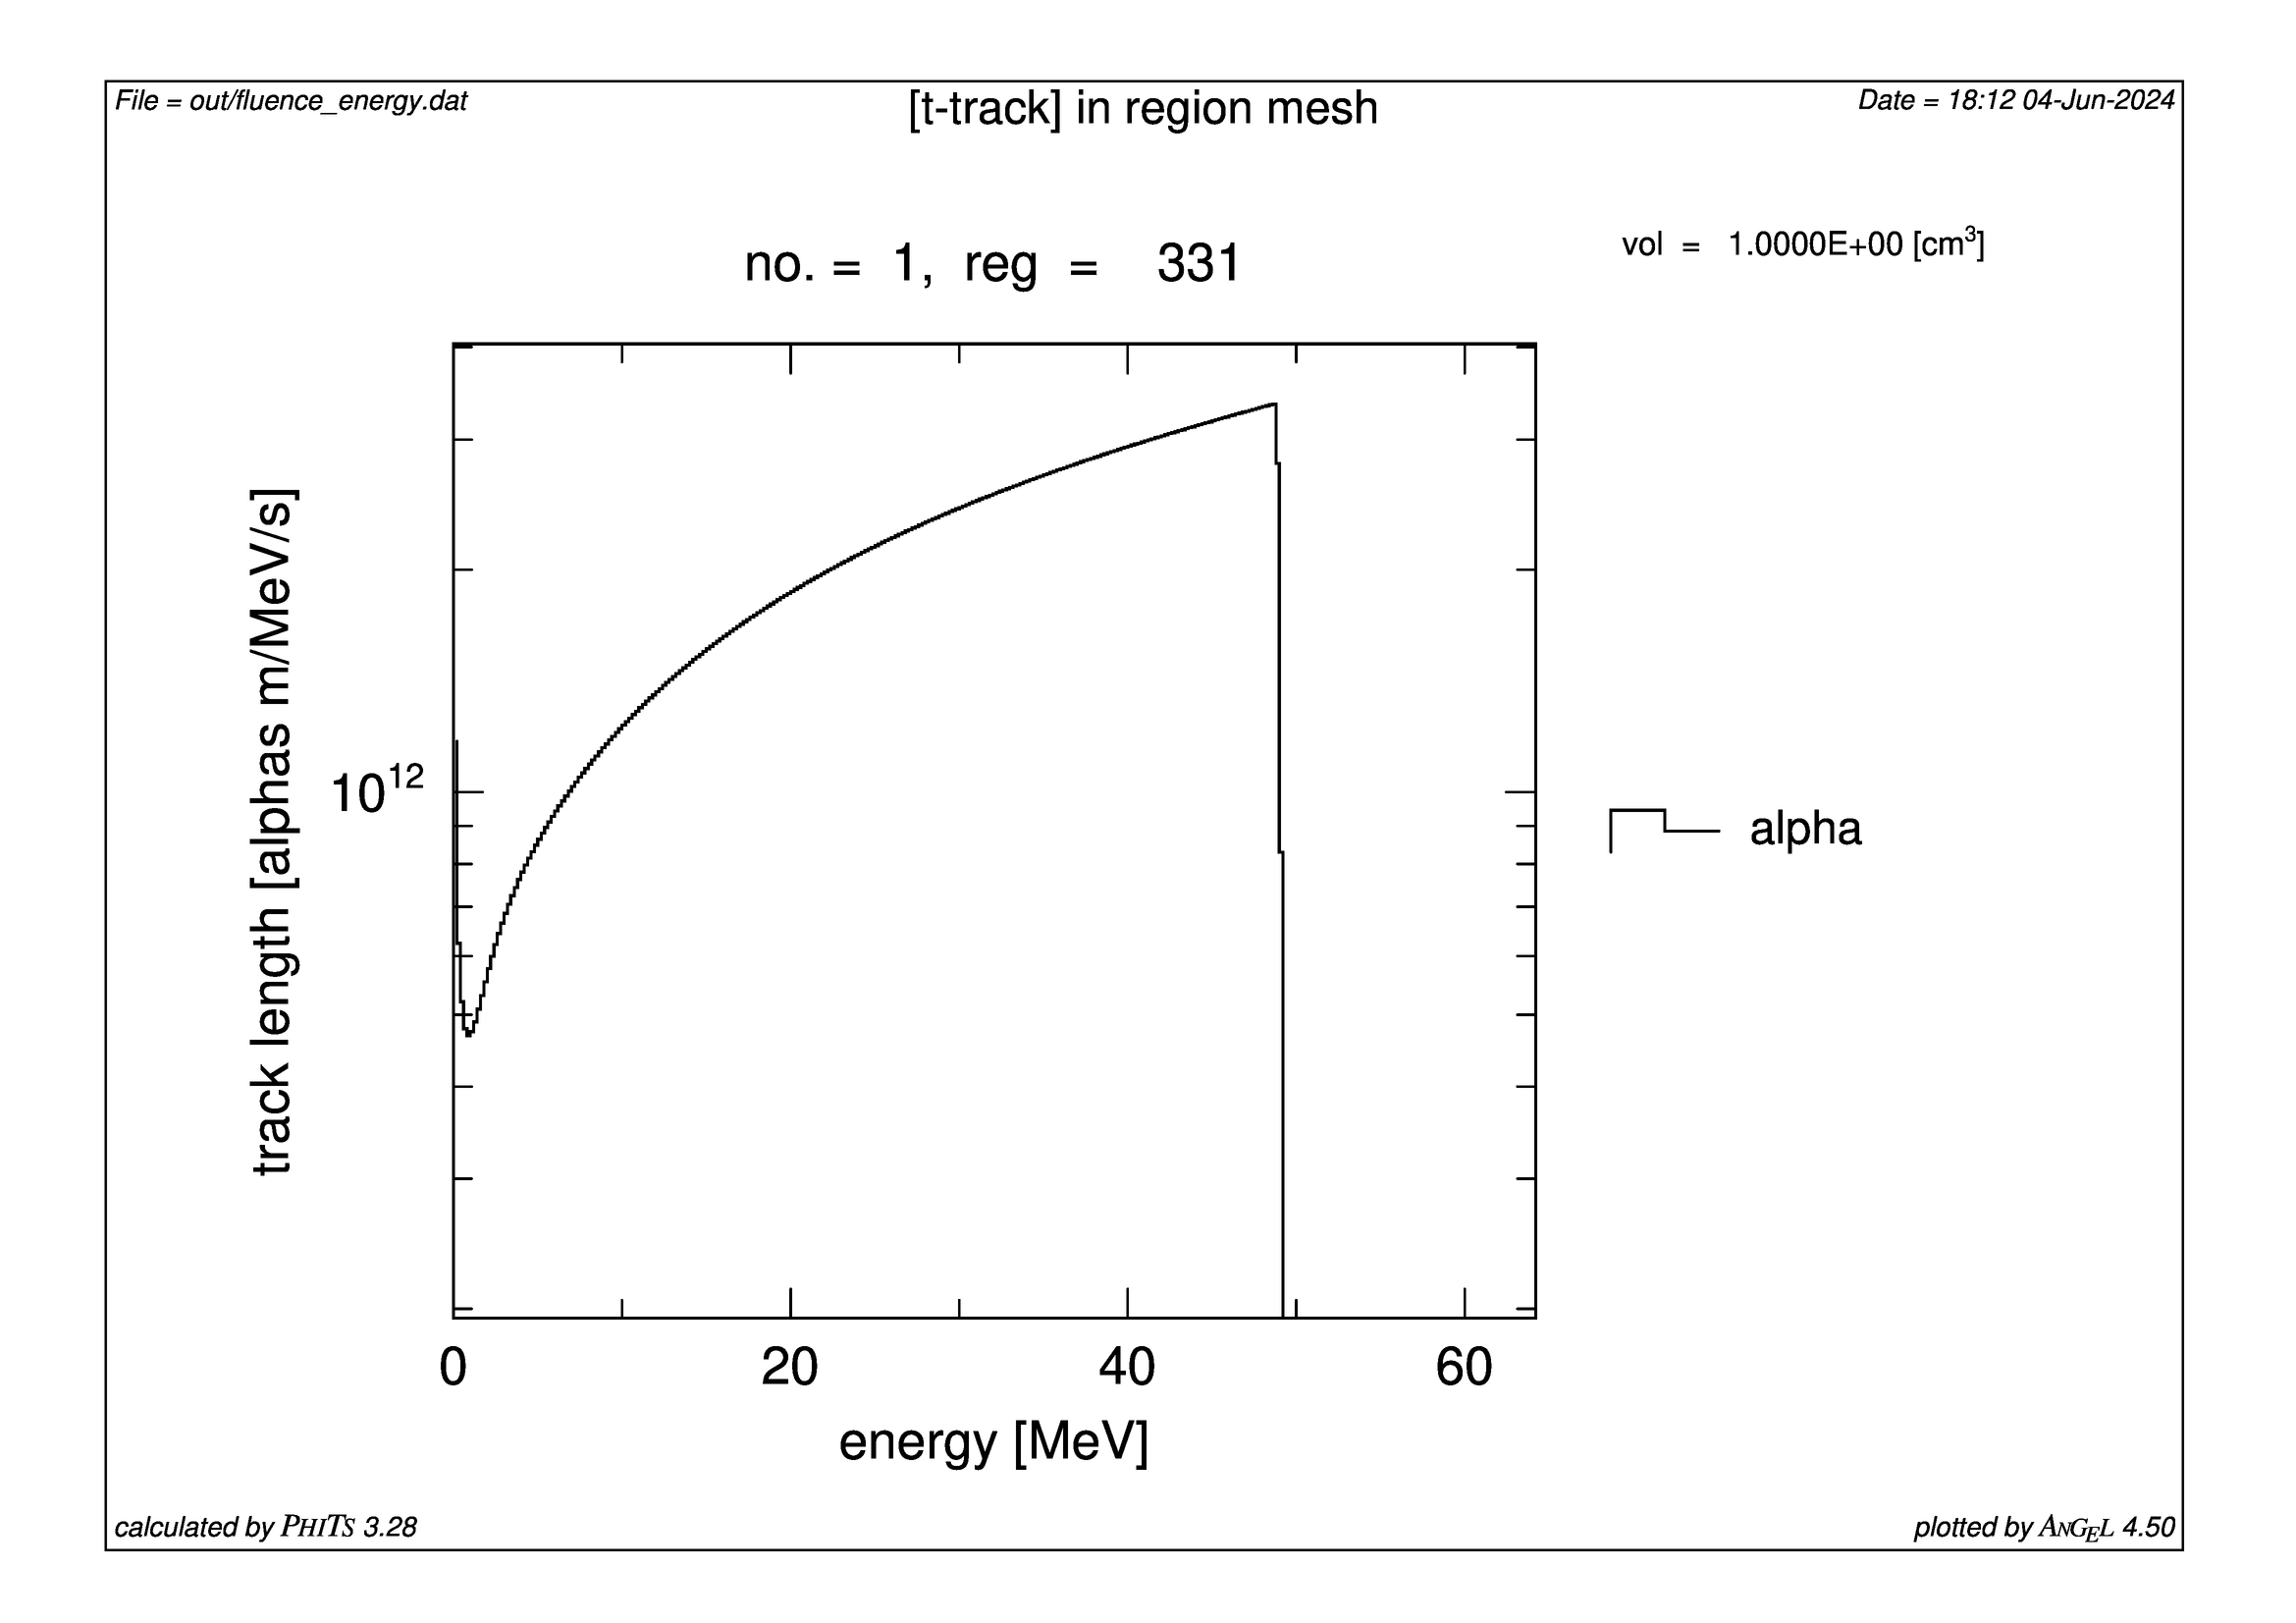 File = out/fluence_energy.dat
[t-track] in region mesh
Date = 18:12 04-Jun-2024
no. = 1, reg = 331
vol = 1.0000E+00 [cm³]
track length [alphas m/MeV/s]
10¹²
alpha
0 20 40 60
energy [MeV]
calculated by PHITS 3.28
plotted by ANGEL 4.50